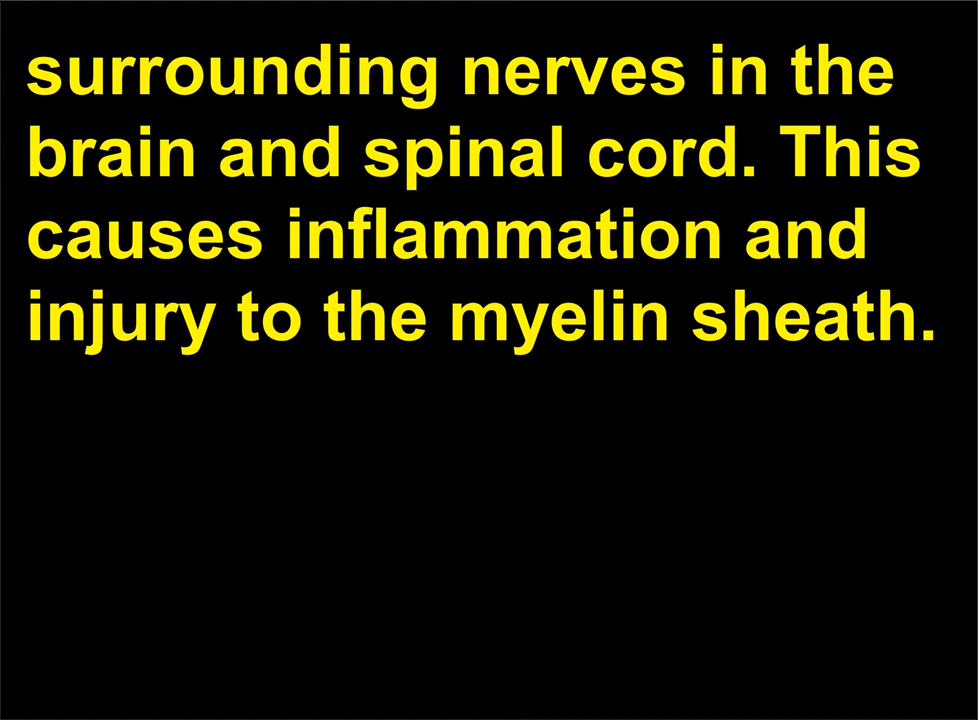 surrounding nerves in the
brain and spinal cord. This
causes inflammation and
injury to the myelin sheath.